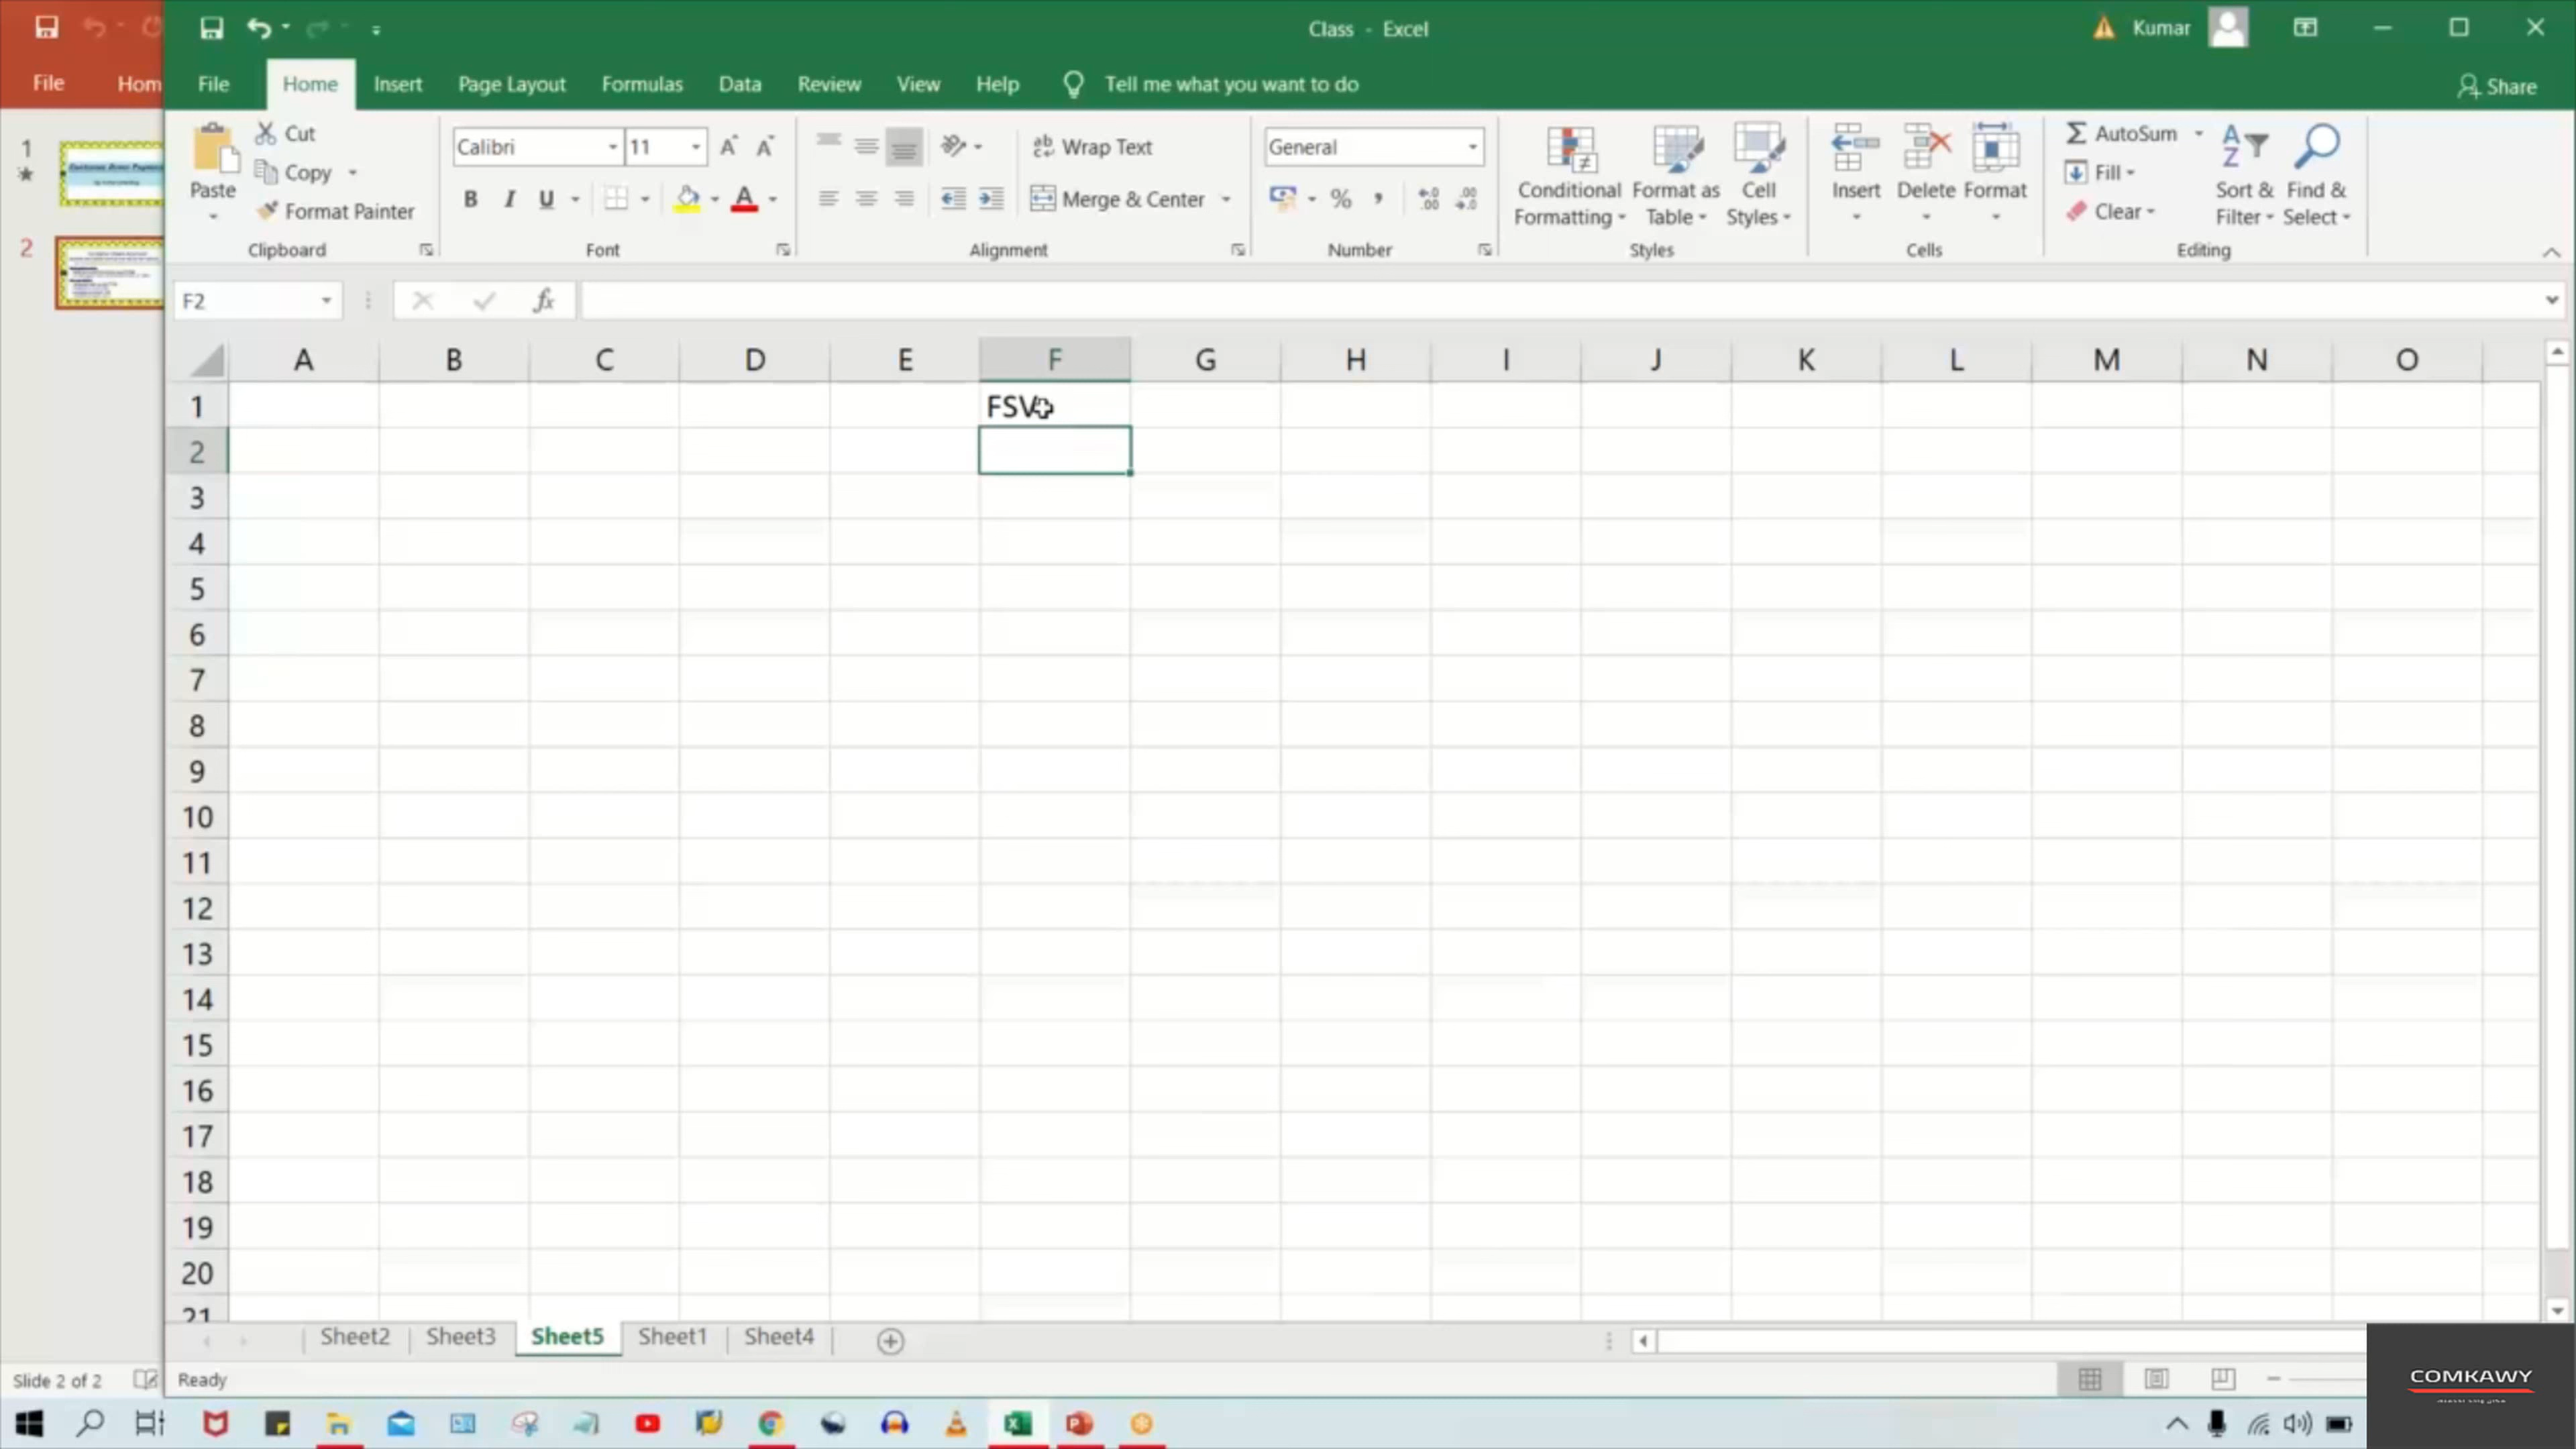 Class - Excel
Kumar
File Hom
File Home Insert Page Layout Formulas Data Review View Help Tell me what you want to do
Share
Paste
Cut
Copy
Format Painter
Clipboard
Calibri 11
B I U
Font
Wrap Text
Merge & Center
Alignment
General
%
Number
Conditional Formatting
Format as Table
Cell Styles
Styles
Insert Delete Format
Cells
AutoSum
Fill
Clear
Sort & Filter
Find & Select
Editing
F2 fx
A B C D E F G H I J K L M N O
1 FSV
2
3
4
5
6
7
8
9
10
11
12
13
14
15
16
17
18
19
20
21
1
2
Sheet2 Sheet3 Sheet5 Sheet1 Sheet4
Slide 2 of 2
Ready
COMKAWY